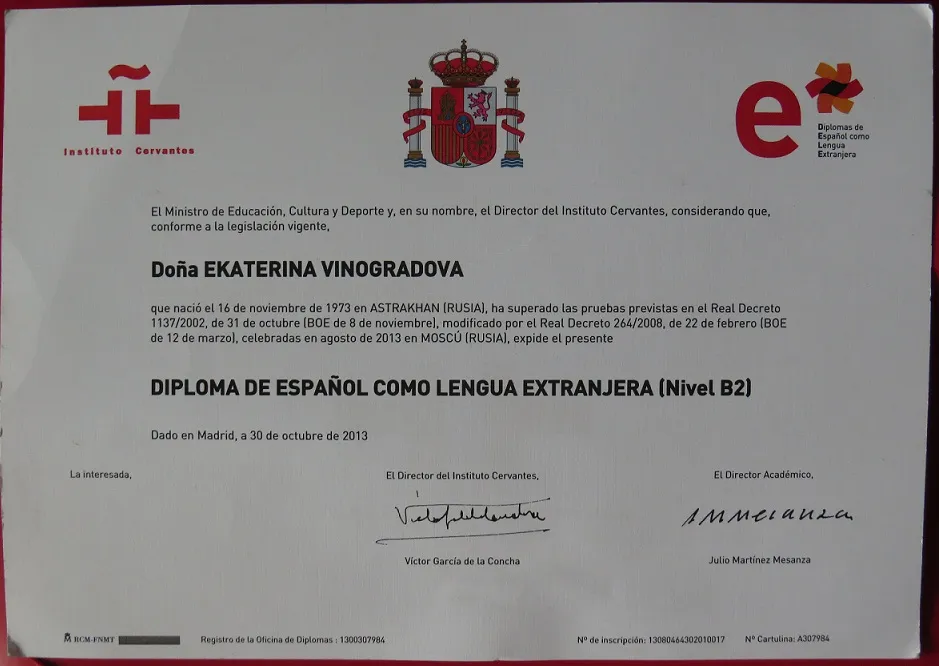 Instituto Cervantes
e
Diplomas de
Español como
Lengua
Extranjera
El Ministro de Educación, Cultura y Deporte y, en su nombre, el Director del Instituto Cervantes, considerando que,
conforme a la legislación vigente,
Doña EKATERINA VINOGRADOVA
que nació el 16 de noviembre de 1973 en ASTRAKHAN (RUSIA), ha superado las pruebas previstas en el Real Decreto
1137/2002, de 31 de octubre (BOE de 8 de noviembre), modificado por el Real Decreto 264/2008, de 22 de febrero (BOE
de 12 de marzo), celebradas en agosto de 2013 en MOSCÚ (RUSIA), expide el presente
DIPLOMA DE ESPAÑOL COMO LENGUA EXTRANJERA (Nivel B2)
Dado en Madrid, a 30 de octubre de 2013
La interesada,
El Director del Instituto Cervantes,
El Director Académico,
Víctor García de la Concha
Julio Martínez Mesanza
RCM-FNMT
Registro de la Oficina de Diplomas : 1300307984
Nº de inscripción: 13080464302010017
Nº Cartulina: A307984